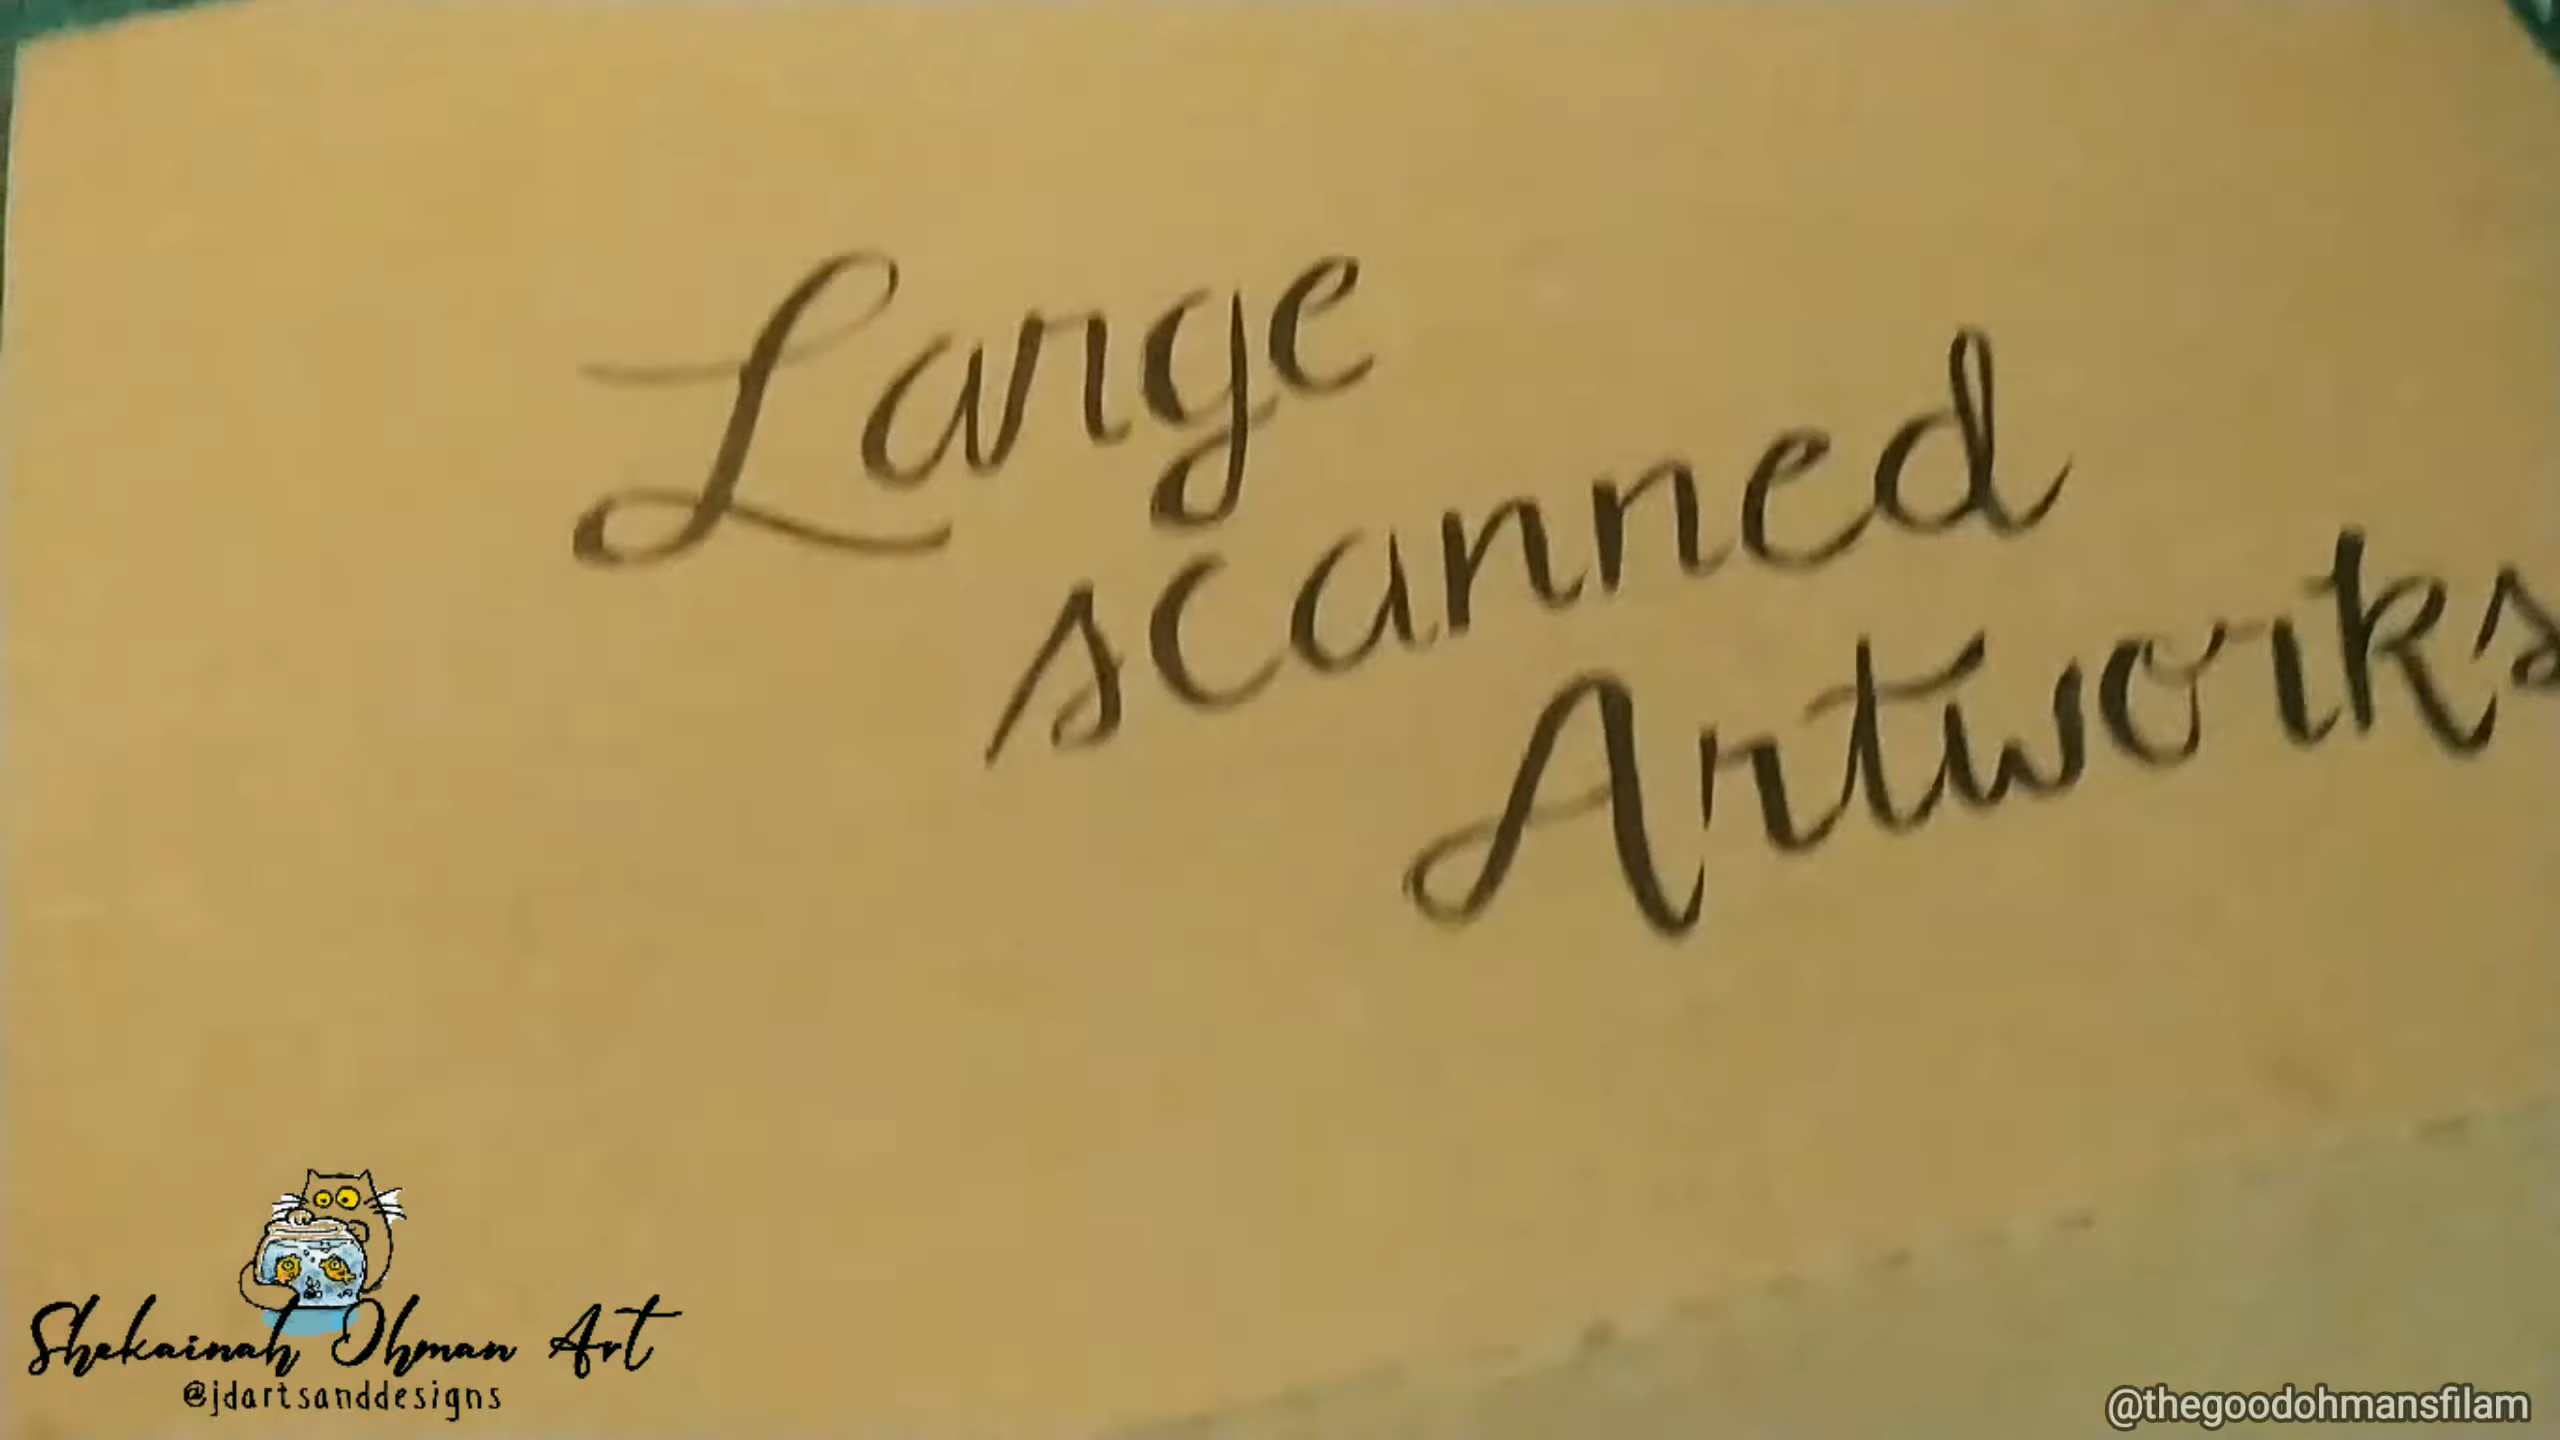 Large
scanned
Artworks
Shekainah Ohman Art
@jdartsanddesigns
@thegoodohmansfilam